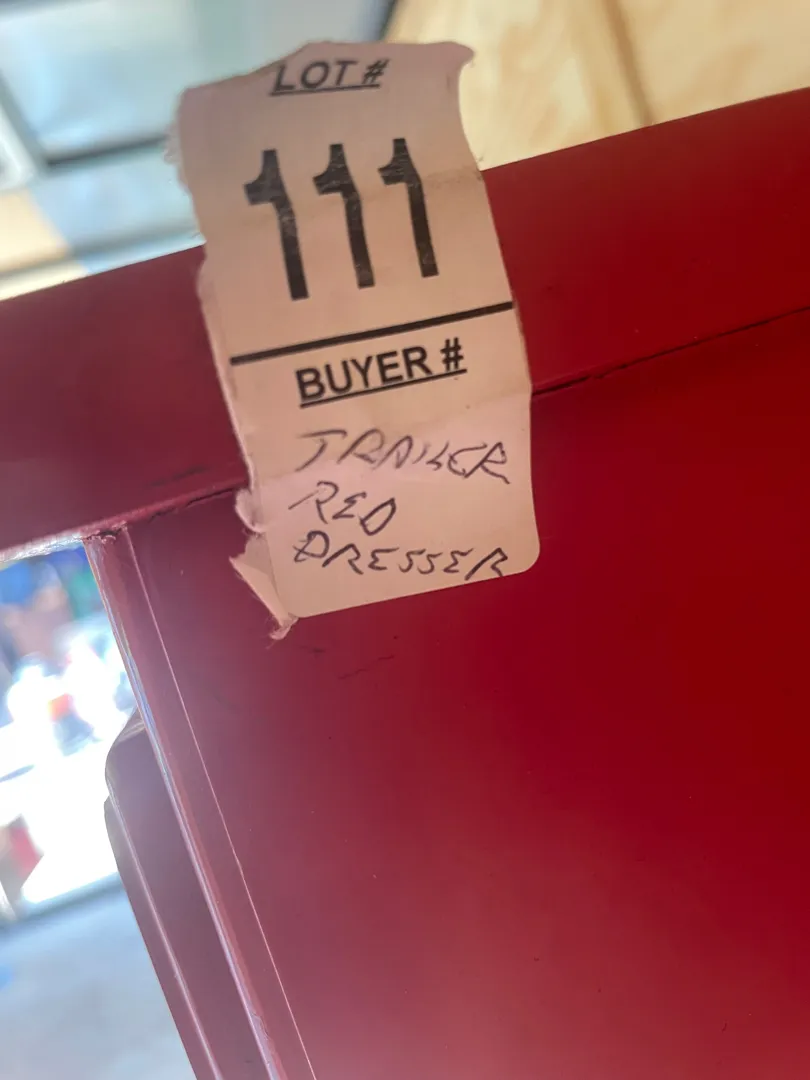 LOT #
111
BUYER #
TRAILER
RED
DRESSER